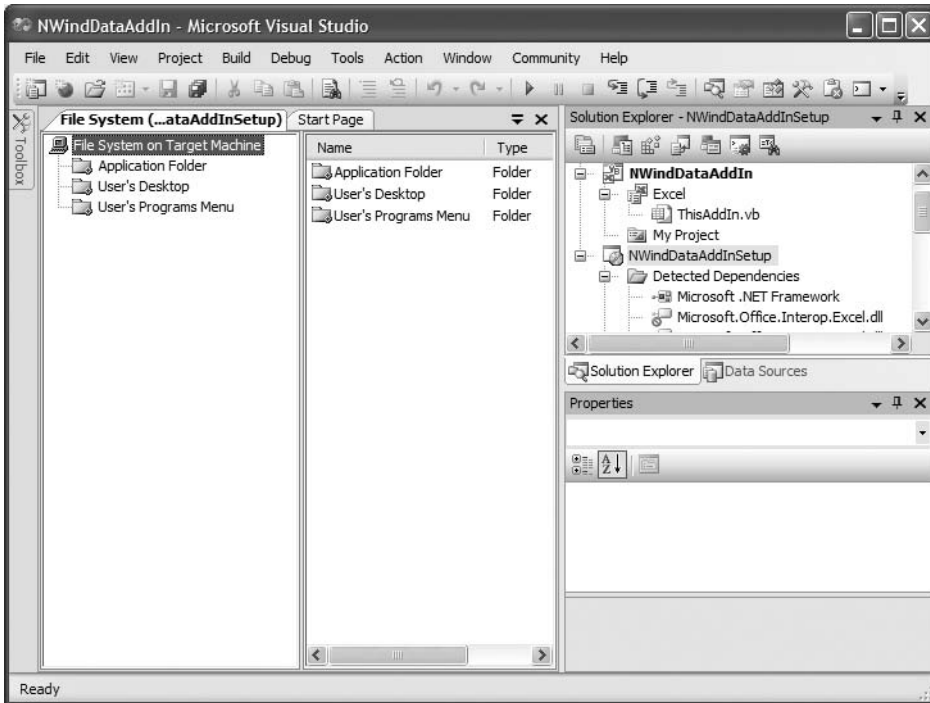 NWindDataAddIn - Microsoft Visual Studio
File Edit View Project Build Debug Tools Action Window Community Help
Toolbox
File System (...ataAddInSetup) Start Page
File System on Target Machine
Application Folder
User's Desktop
User's Programs Menu
Name Type
Application Folder Folder
User's Desktop Folder
User's Programs Menu Folder
Solution Explorer - NWindDataAddInSetup
NWindDataAddIn
Excel
ThisAddIn.vb
My Project
NWindDataAddInSetup
Detected Dependencies
Microsoft .NET Framework
Microsoft.Office.Interop.Excel.dll
Solution Explorer Data Sources
Properties
Ready